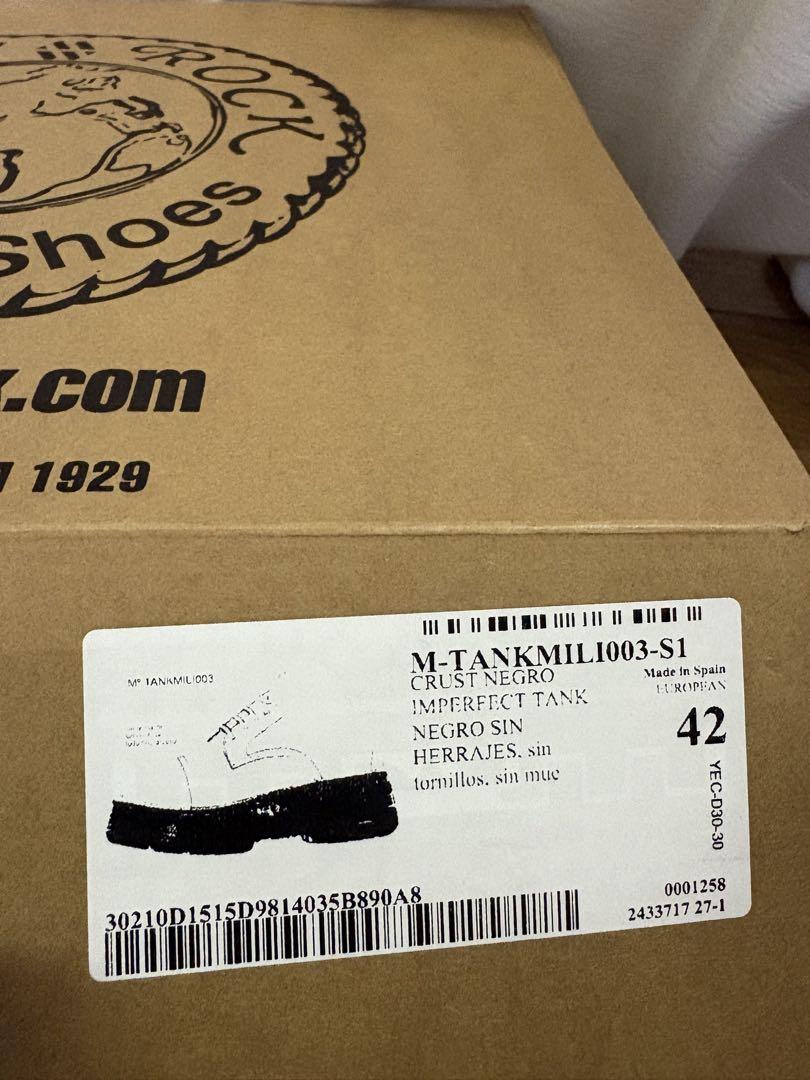 ROCK
Shoes
.com
1929
M-TANKMILI003-S1
Mº TANKMILI003
CRUST NEGRO
Made in Spain
EUROPEAN
IMPERFECT TANK
42
NEGRO SIN
HERRAJES, sin
tornillos, sin muc
YEC-D30-30
30210D1515D9814035B890A8
0001258
2433717 27-1